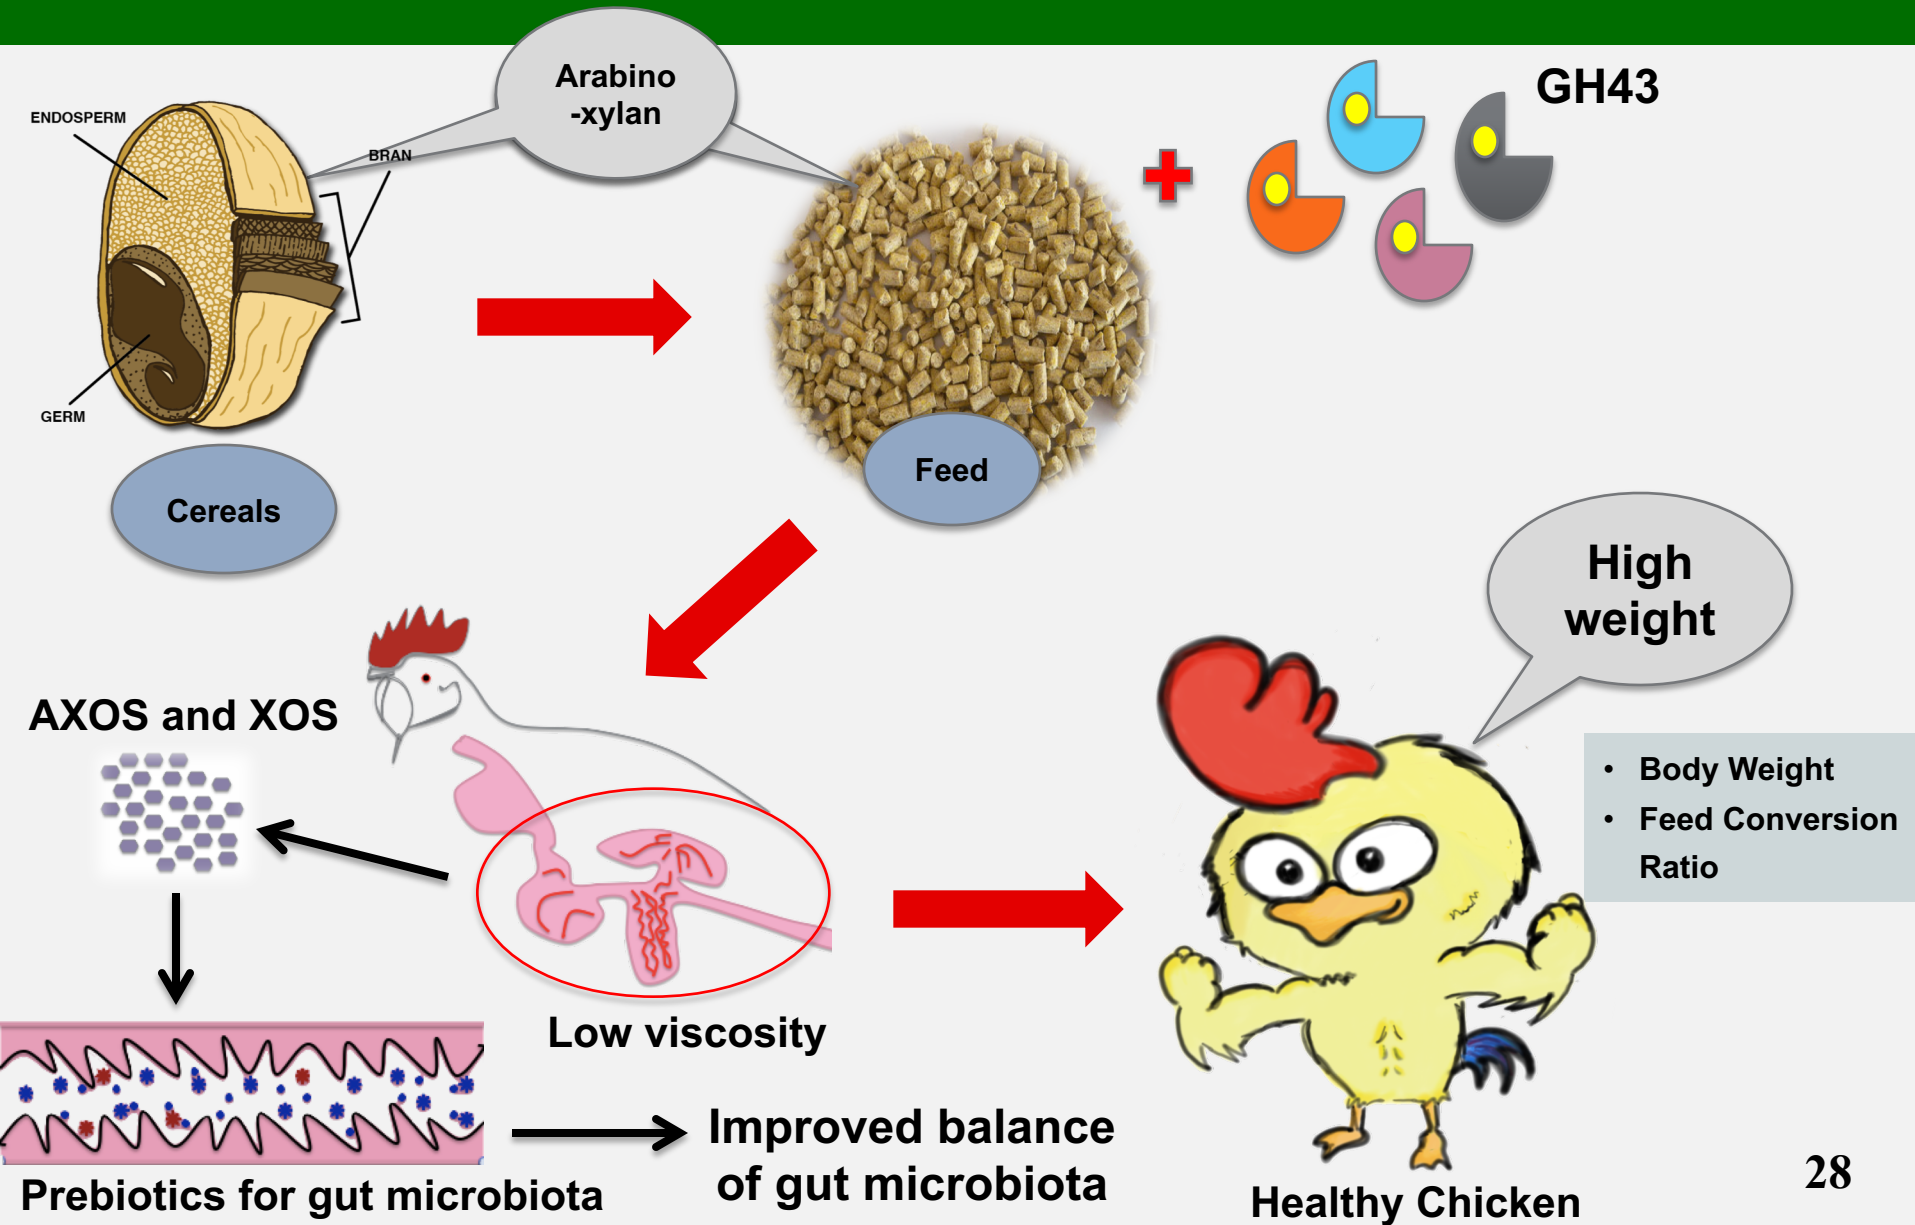 Arabino
-xylan
GH43
ENDOSPERM
BRAN
GERM
Cereals
Feed
High
weight
• Body Weight
• Feed Conversion
Ratio
AXOS and XOS
Low viscosity
Improved balance
of gut microbiota
Prebiotics for gut microbiota
Healthy Chicken
28